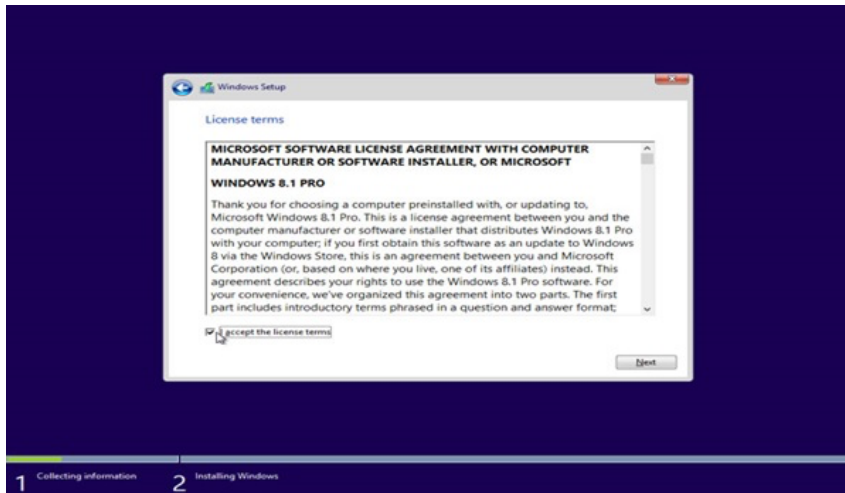 Windows Setup
License terms
MICROSOFT SOFTWARE LICENSE AGREEMENT WITH COMPUTER
MANUFACTURER OR SOFTWARE INSTALLER, OR MICROSOFT
WINDOWS 8.1 PRO
Thank you for choosing a computer preinstalled with, or updating to,
Microsoft Windows 8.1 Pro. This is a license agreement between you and the
computer manufacturer or software installer that distributes Windows 8.1 Pro
with your computer; if you first obtain this software as an update to Windows
8 via the Windows Store, this is an agreement between you and Microsoft
Corporation (or, based on where you live, one of its affiliates) instead. This
agreement describes your rights to use the Windows 8.1 Pro software. For
your convenience, we've organized this agreement into two parts. The first
part includes introductory terms phrased in a question and answer format;
I accept the license terms
Next
1 Collecting information 2 Installing Windows